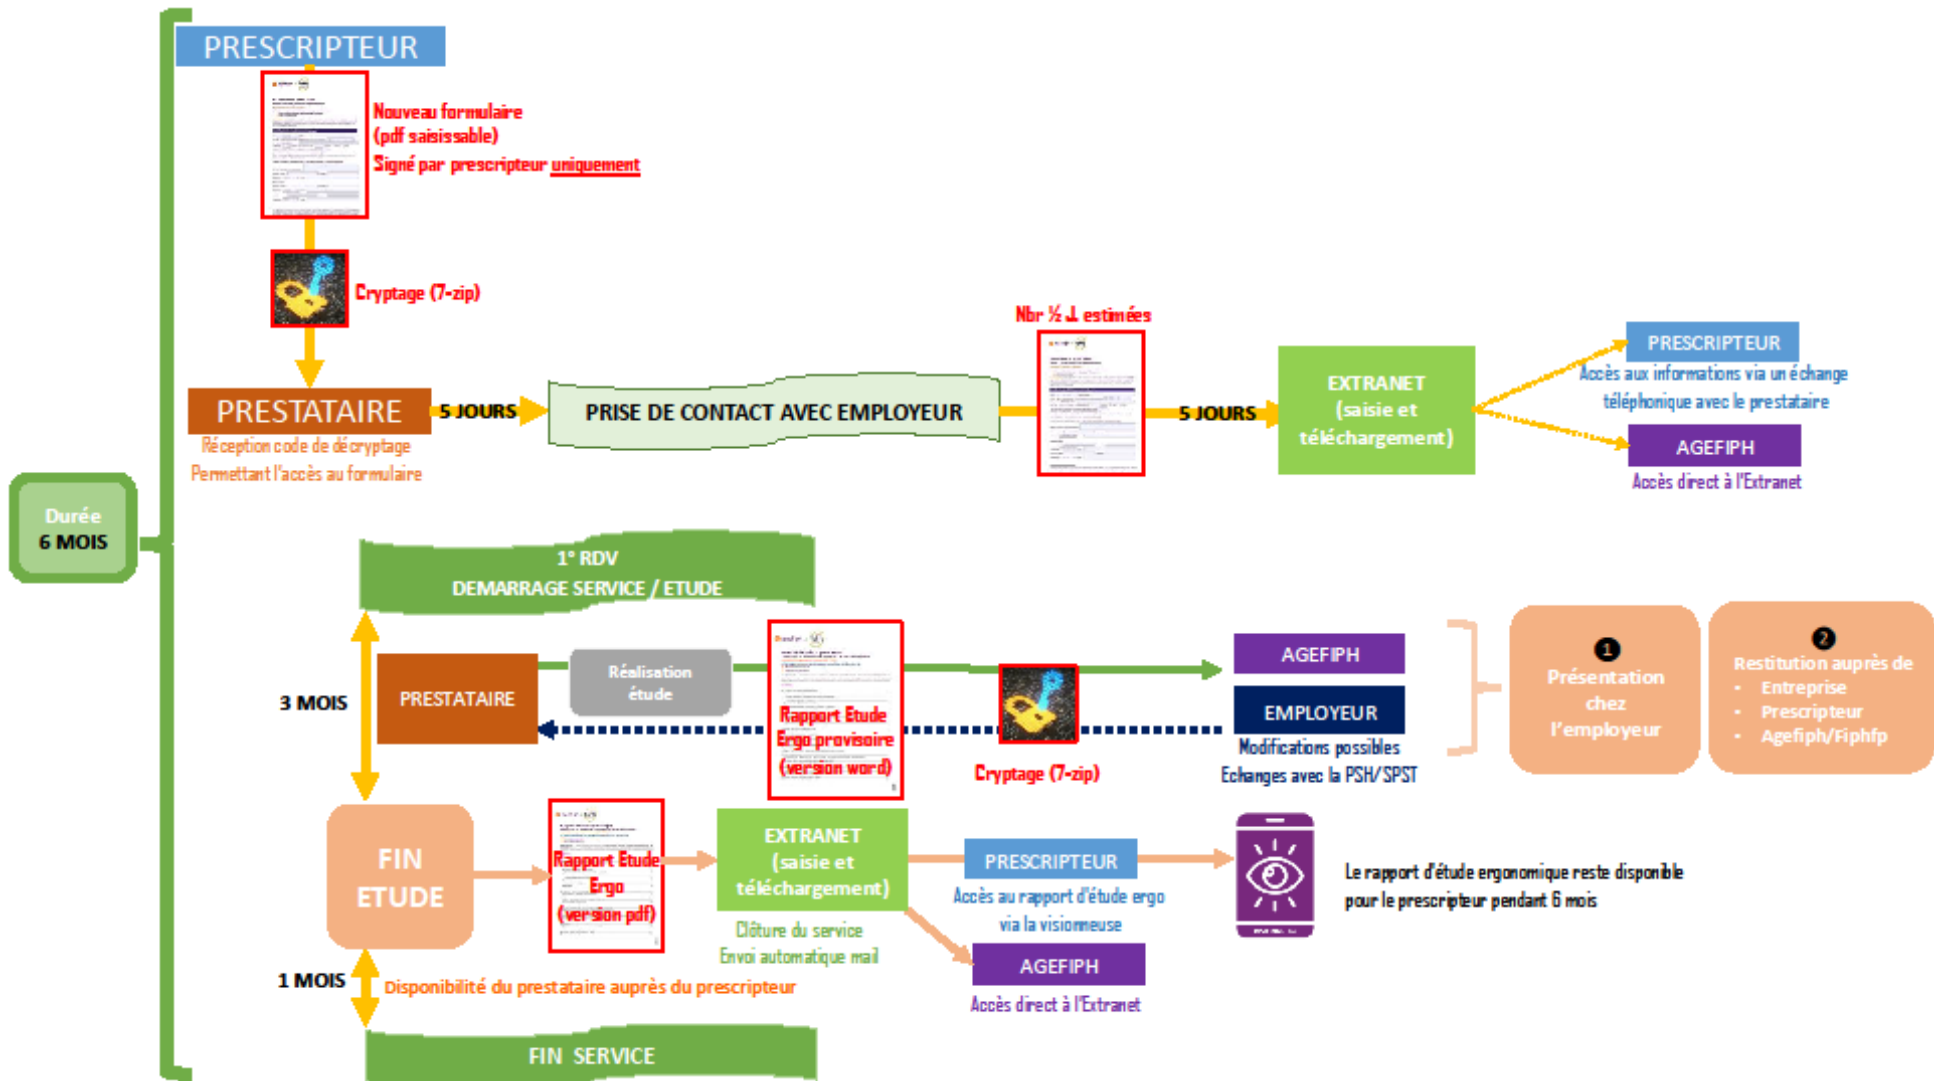 PRESCRIPTEUR
Nouveau formulaire
(pdf saisissable)
Signé par prescripteur uniquement
Cryptage (7-zip)
Nbr ½ J. estimées
PRESTATAIRE
Réception code de décryptage
Permettant l'accès au formulaire
5 JOURS
PRISE DE CONTACT AVEC EMPLOYEUR
5 JOURS
EXTRANET
(saisie et
téléchargement)
PRESCRIPTEUR
Accès aux informations via un échange
téléphonique avec le prestataire
AGEFIPH
Accès direct à l'Extranet
Durée
6 MOIS
1° RDV
DEMARRAGE SERVICE / ETUDE
3 MOIS
PRESTATAIRE
Réalisation
étude
Rapport Etude
Ergo provisoire
(version word)
Cryptage (7-zip)
AGEFIPH
EMPLOYEUR
Modifications possibles
Echanges avec la PSH/SPST
1
Présentation
chez
l'employeur
2
Restitution auprès de
- Entreprise
- Prescripteur
- Agefiph/Fiphfp
FIN
ETUDE
Rapport Etude
Ergo
(version pdf)
EXTRANET
(saisie et
téléchargement)
Clôture du service
Envoi automatique mail
PRESCRIPTEUR
Accès au rapport d'étude ergo
via la visionneuse
AGEFIPH
Accès direct à l'Extranet
Le rapport d'étude ergonomique reste disponible
pour le prescripteur pendant 6 mois
1 MOIS
Disponibilité du prestataire auprès du prescripteur
FIN SERVICE